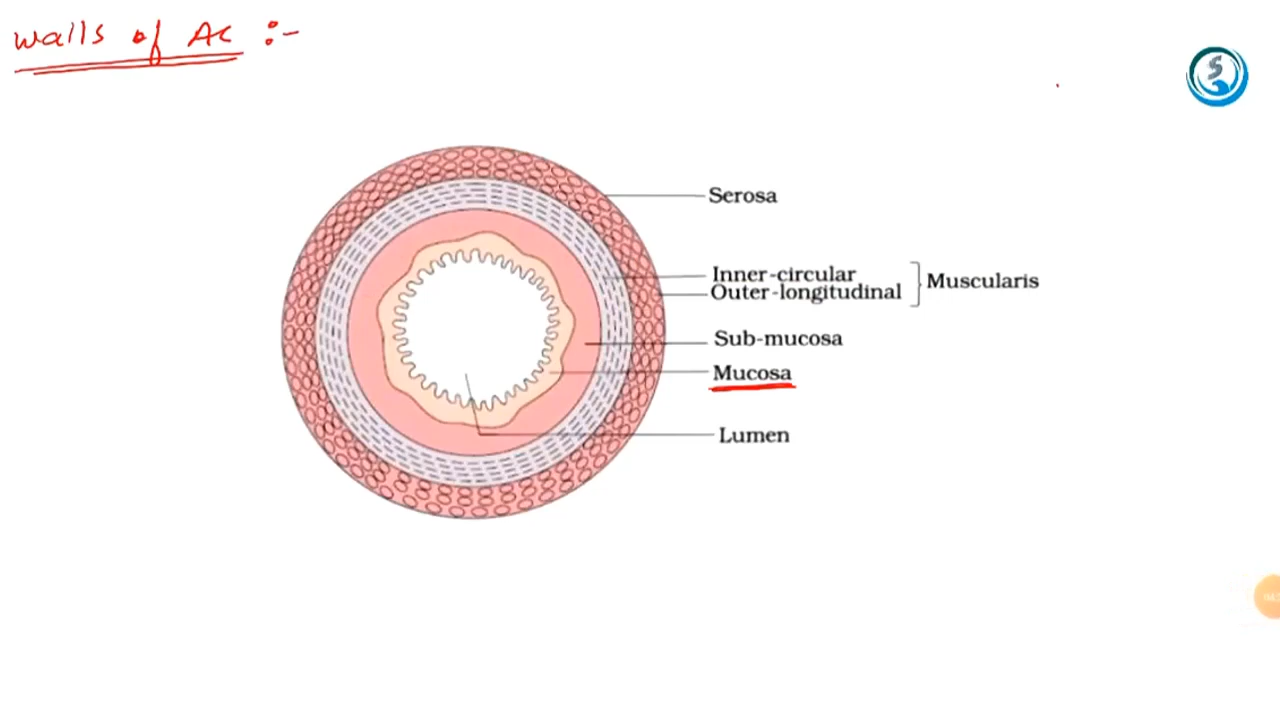 Walls of AC :-
S
Serosa
Inner-circular
Outer-longitudinal
Muscularis
Sub-mucosa
Mucosa
Lumen